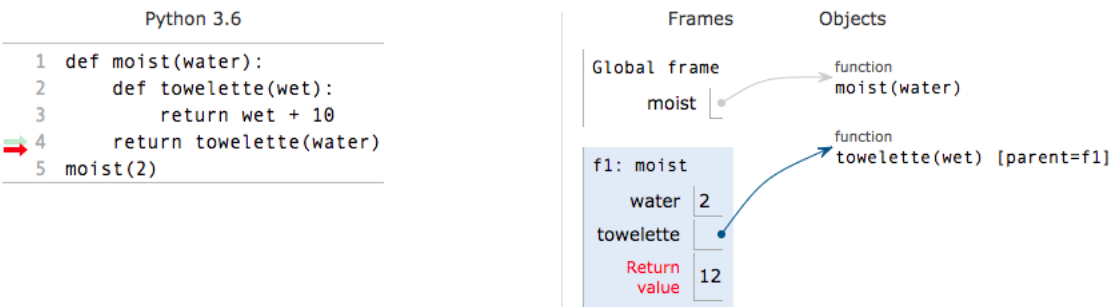 Python 3.6
1 def moist(water):
2     def towelette(wet):
3         return wet + 10
4     return towelette(water)
5 moist(2)
Frames
Objects
Global frame
moist
function
moist(water)
function
towelette(wet) [parent=f1]
f1: moist
water 2
towelette
Return
value 12